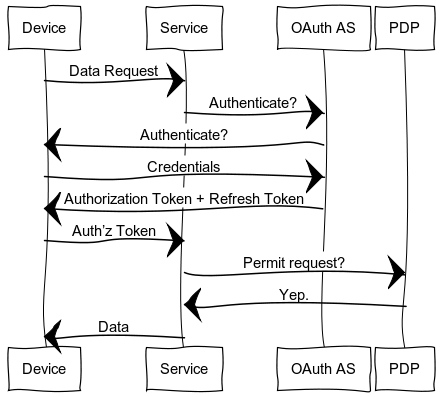 Device Service OAuth AS PDP
Data Request
Authenticate?
Authenticate?
Credentials
Authorization Token + Refresh Token
Auth'z Token
Permit request?
Yep.
Data
Device Service OAuth AS PDP